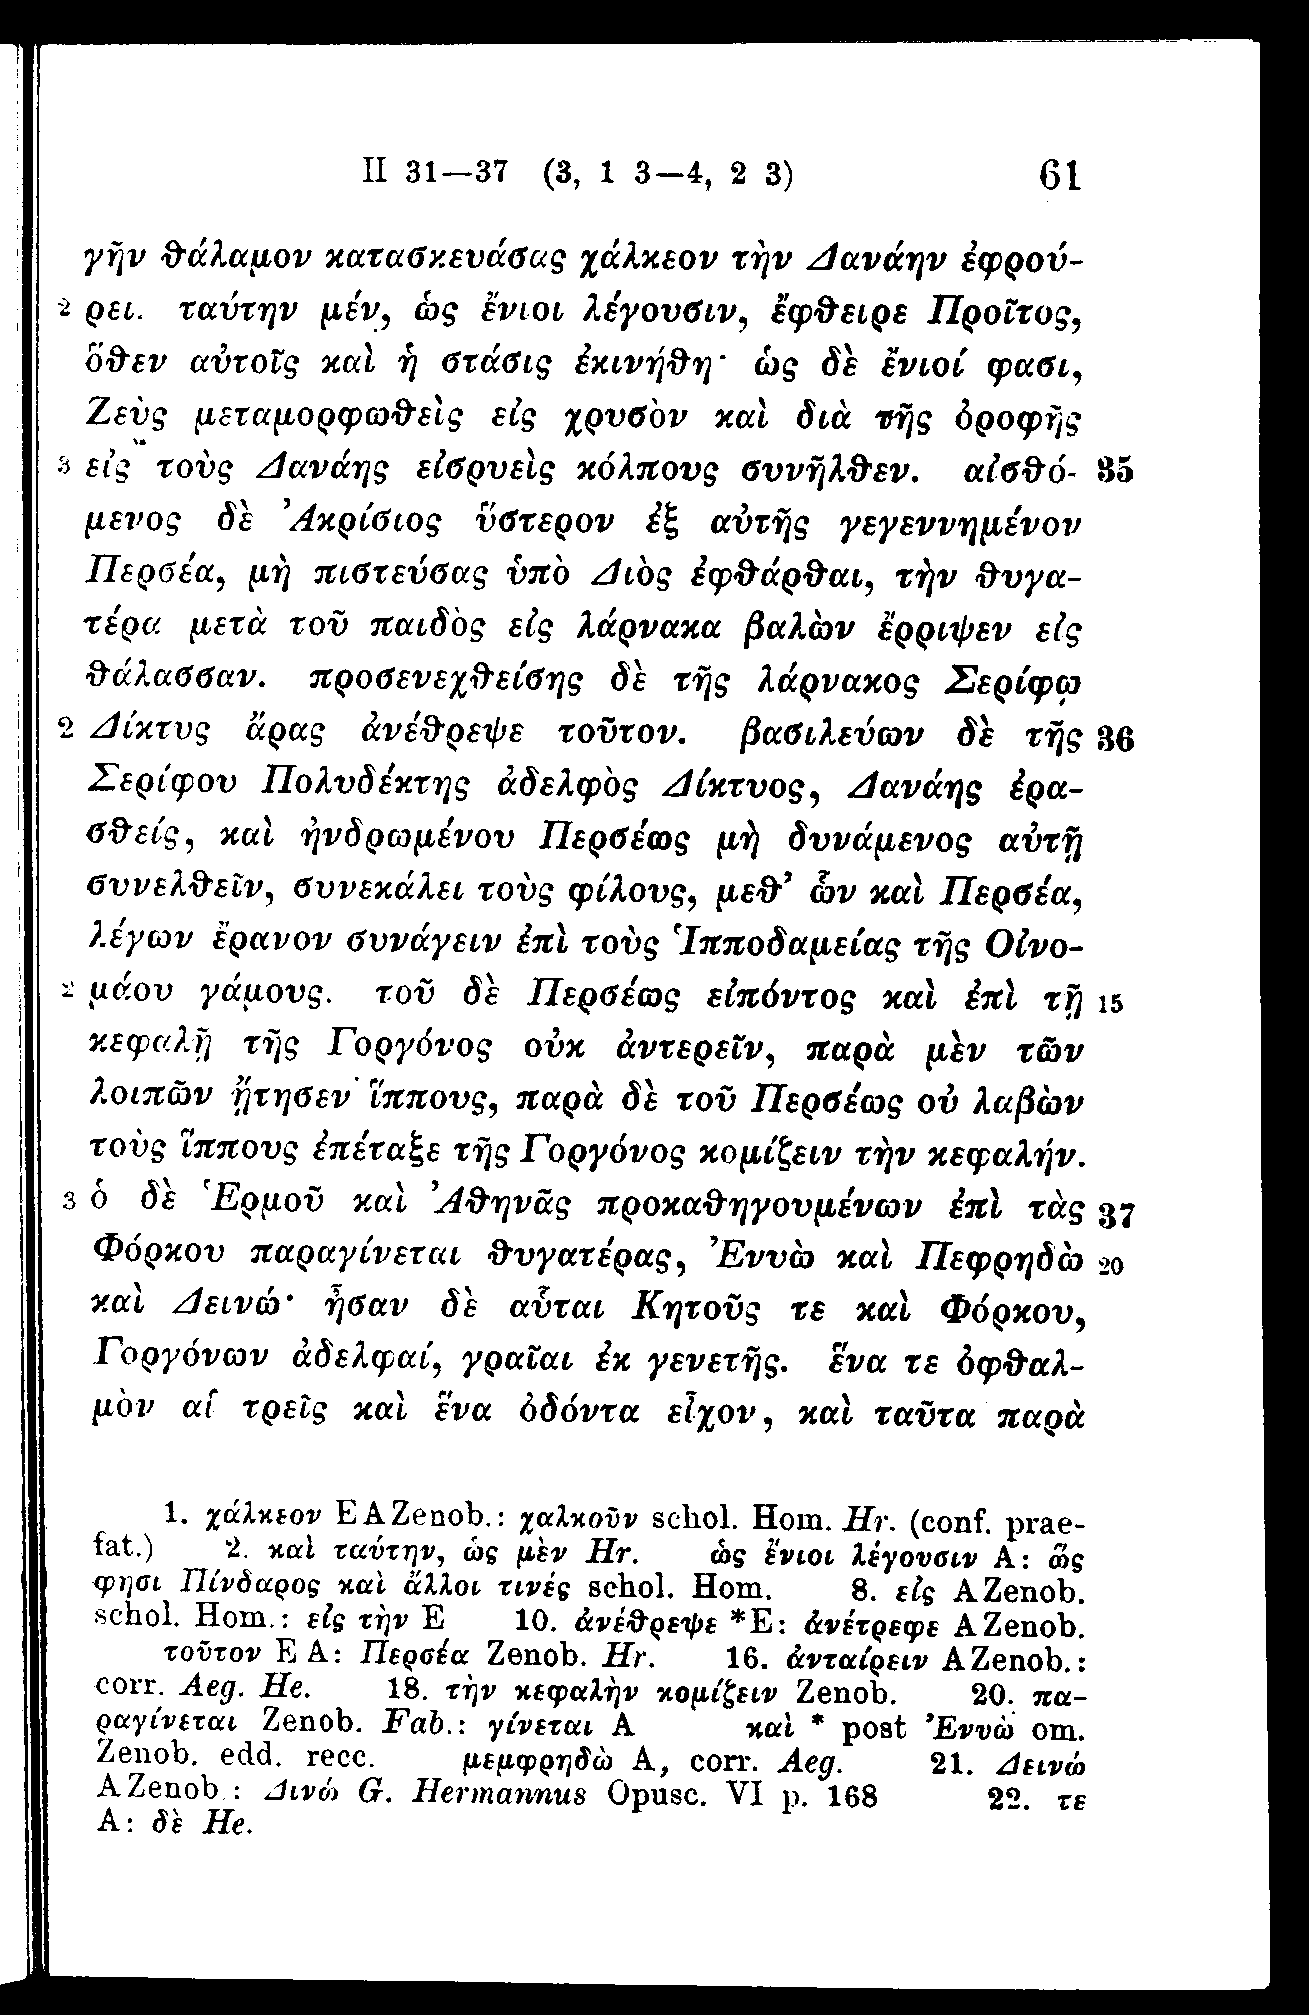 II 31—37 (3, 1 3—4, 2 3) 61
γῆν θάλαμον κατασκευάσας χάλκεον τὴν Δανάην ἐφρού-
2 ρει. ταύτην μέν, ὡς ἔνιοι λέγουσιν, ἔφθειρε Προῖτος,
ὅθεν αὐτοῖς καὶ ἡ στάσις ἐκινήθη· ὡς δὲ ἔνιοί φασι,
Ζεὺς μεταμορφωθεὶς εἰς χρυσὸν καὶ διὰ τῆς ὀροφῆς
3 εἰς τοὺς Δανάης εἰσρυεὶς κόλπους συνῆλθεν. αἰσθό- 35
μενος δὲ Ἀκρίσιος ὕστερον ἐξ αὐτῆς γεγεννημένον
Περσέα, μὴ πιστεύσας ὑπὸ Διὸς ἐφθάρθαι, τὴν θυγα-
τέρα μετὰ τοῦ παιδὸς εἰς λάρνακα βαλὼν ἔρριψεν εἰς
θάλασσαν. προσενεχθείσης δὲ τῆς λάρνακος Σερίφῳ
2 Δίκτυς ἄρας ἀνέθρεψε τοῦτον. βασιλεύων δὲ τῆς 36
Σερίφου Πολυδέκτης ἀδελφὸς Δίκτυος, Δανάης ἐρα-
σθείς, καὶ ἠνδρωμένου Περσέως μὴ δυνάμενος αὐτῇ
συνελθεῖν, συνεκάλει τοὺς φίλους, μεθ’ ὧν καὶ Περσέα,
λέγων ἔρανον συνάγειν ἐπὶ τοὺς Ἱπποδαμείας τῆς Οἰνο-
2 μάου γάμους. τοῦ δὲ Περσέως εἰπόντος καὶ ἐπὶ τῇ 15
κεφαλῇ τῆς Γοργόνος οὐκ ἀντερεῖν, παρὰ μὲν τῶν
λοιπῶν ᾔτησεν ἵππους, παρὰ δὲ τοῦ Περσέως οὐ λαβὼν
τοὺς ἵππους ἐπέταξε τῆς Γοργόνος κομίζειν τὴν κεφαλήν.
3 ὁ δὲ Ἑρμοῦ καὶ Ἀθηνᾶς προκαθηγουμένων ἐπὶ τὰς 37
Φόρκου παραγίνεται θυγατέρας, Ἐνυὼ καὶ Πεφρηδὼ 20
καὶ Δεινώ· ἦσαν δὲ αὗται Κητοῦς τε καὶ Φόρκου,
Γοργόνων ἀδελφαί, γραῖαι ἐκ γενετῆς. ἕνα τε ὀφθαλ-
μὸν αἱ τρεῖς καὶ ἕνα ὀδόντα εἶχον, καὶ ταῦτα παρὰ
1. χάλκεον E A Zenob.: χαλκοῦν schol. Hom. Hr. (conf. prae-
fat.) 2. καὶ ταύτην, ὡς μὲν Hr. ὡς ἔνιοι λέγουσιν A: ὥς
φησι Πίνδαρος καὶ ἄλλοι τινές schol. Hom. 8. εἰς A Zenob.
schol. Hom.: εἰς τὴν E 10. ἀνέθρεψε *E: ἀνέτρεφε A Zenob.
τοῦτον E A: Περσέα Zenob. Hr. 16. ἀνταίρειν A Zenob.:
corr. Aeg. He. 18. τὴν κεφαλὴν κομίζειν Zenob. 20. πα-
ραγίνεται Zenob. Fab.: γίνεται A καὶ * post Ἐνυὼ om.
Zenob. edd. recc. μεμφρηδὼ A, corr. Aeg. 21. Δεινώ
A Zenob.: Δινώ G. Hermannus Opusc. VI p. 168 22. τε
A: δὲ He.